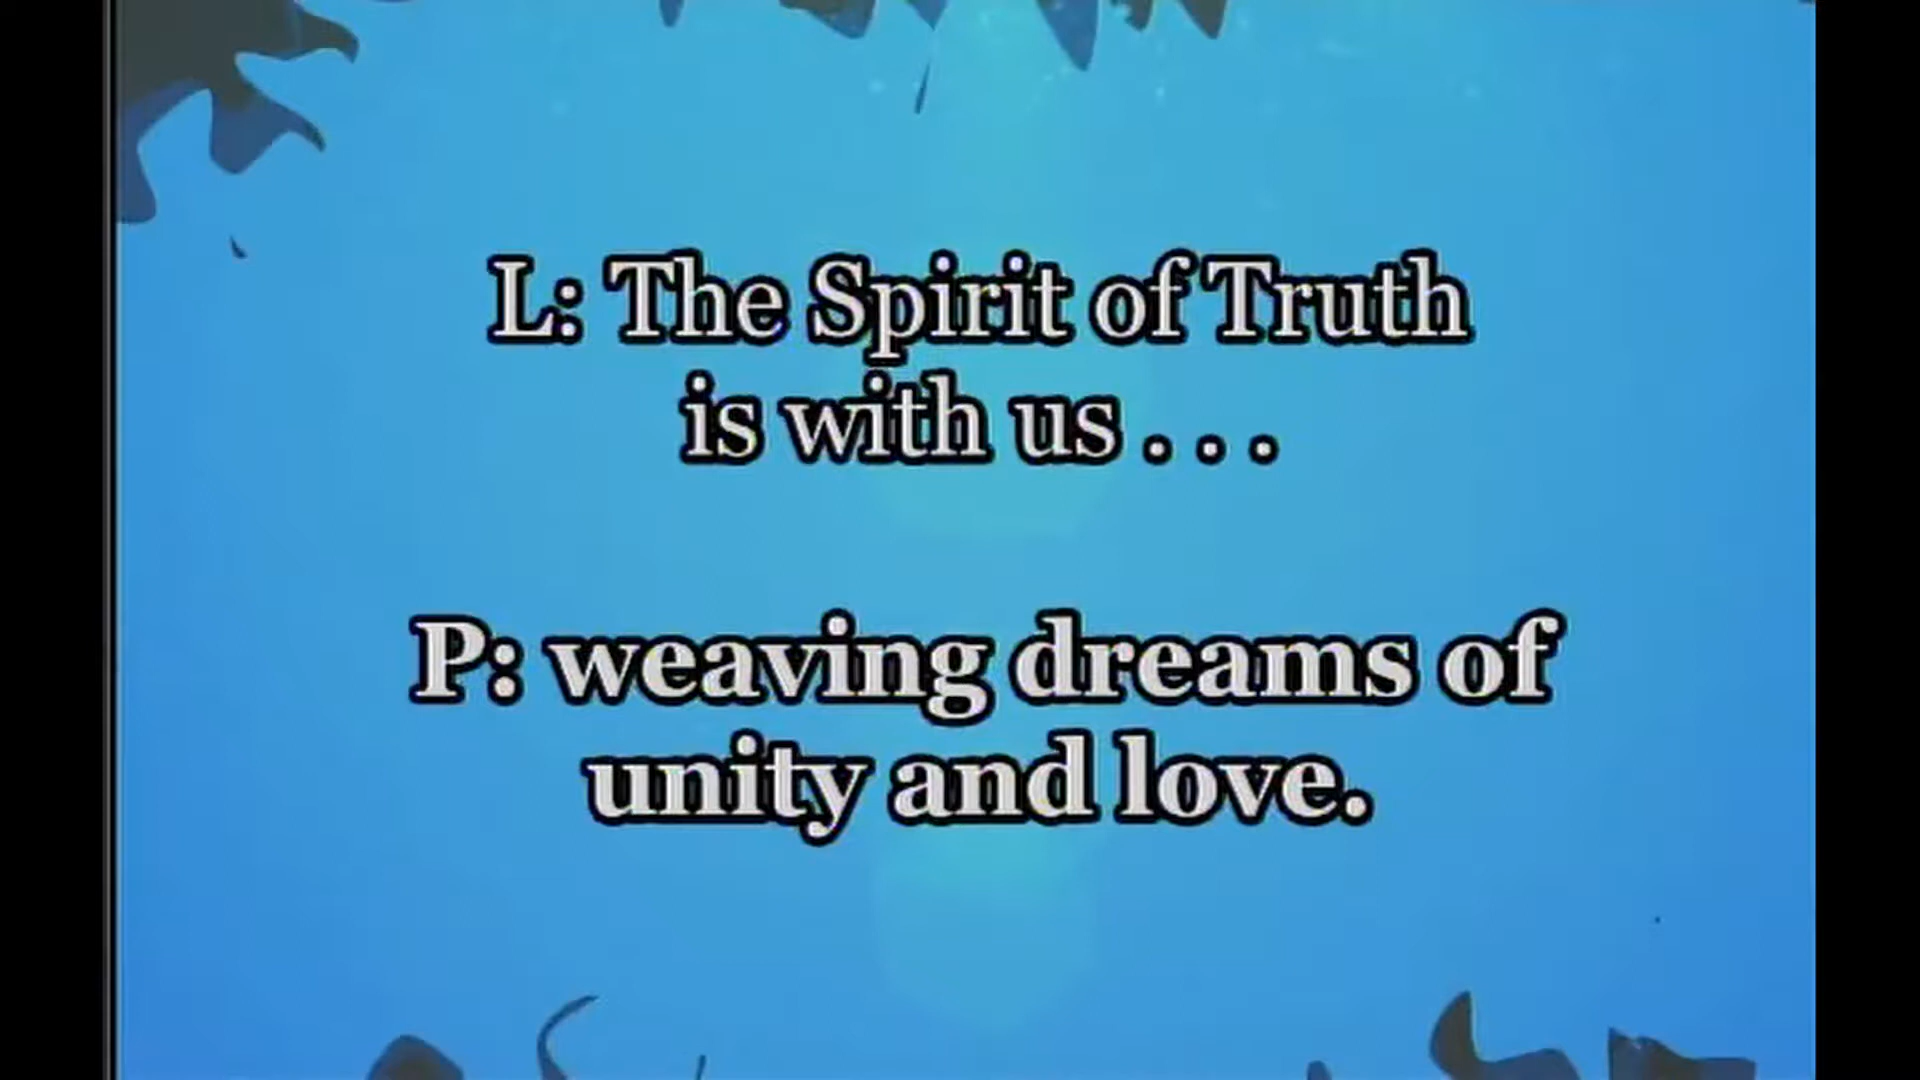 L: The Spirit of Truth
is with us . . .
P: weaving dreams of
unity and love.